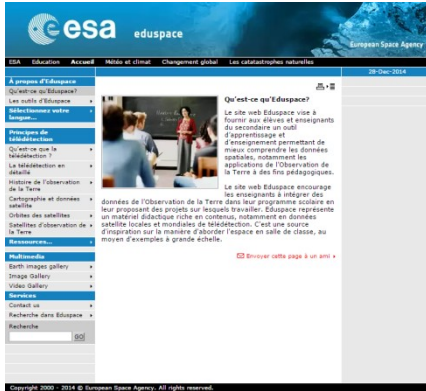 esa eduspace
European Space Agency
ESA Education Accueil Météo et climat Changement global Les catastrophes naturelles
28-Dec-2014
À propos d'Eduspace
Qu'est-ce qu'Eduspace?
Les outils d'Eduspace
Sélectionnez votre
langue...
Principes de
télédétection
Qu'est-ce que la
télédétection ?
La télédétection en
détaillé
Histoire de l'observation
de la Terre
Cartographie et données
satellite
Orbites des satellites
Satellites d'observation de
la Terre
Ressources...
Multimedia
Earth images gallery
Image Gallery
Video Gallery
Services
Contact us
Recherche dans Eduspace
Recherche
GO
Qu'est-ce qu'Eduspace?
Le site web Eduspace vise à
fournir aux élèves et enseignants
du secondaire un outil
d'apprentissage et
d'enseignement permettant de
mieux comprendre les données
spatiales, notamment les
applications de l'Observation de
la Terre à des fins pédagogiques.
Le site web Eduspace encourage
les enseignants à intégrer des
données de l'Observation de la Terre dans leur programme scolaire en
leur proposant des projets sur lesquels travailler. Eduspace représente
un matériel didactique riche en contenus, notamment en données
satellite locales et mondiales de télédétection. C'est une source
d'inspiration sur la manière d'aborder l'espace en salle de classe, au
moyen d'exemples à grande échelle.
Envoyer cette page à un ami
Copyright 2000 - 2014 © European Space Agency. All rights reserved.